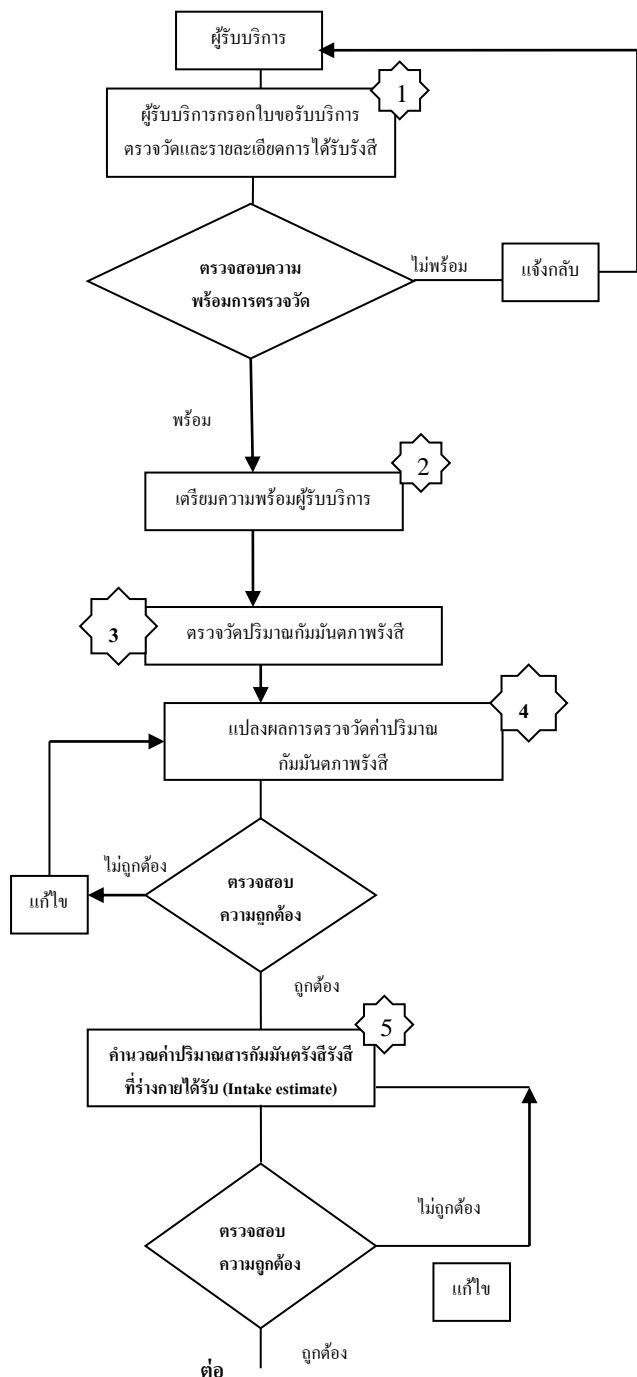 ผู้รับบริการ
1
ผู้รับบริการกรอกใบขอรับบริการ
ตรวจวัดและรายละเอียดการได้รับรังสี
ตรวจสอบความ
พร้อมการตรวจวัด
ไม่พร้อม
แจ้งกลับ
พร้อม
2
เตรียมความพร้อมผู้รับบริการ
3
ตรวจวัดปริมาณกัมมันตภาพรังสี
4
แปลงผลการตรวจวัดค่าปริมาณ
กัมมันตภาพรังสี
ไม่ถูกต้อง
แก้ไข
ตรวจสอบ
ความถูกต้อง
ถูกต้อง
5
คำนวณค่าปริมาณสารกัมมันตรังสีรังสี
ที่ร่างกายได้รับ (Intake estimate)
ไม่ถูกต้อง
ตรวจสอบ
ความถูกต้อง
แก้ไข
ถูกต้อง
ต่อ